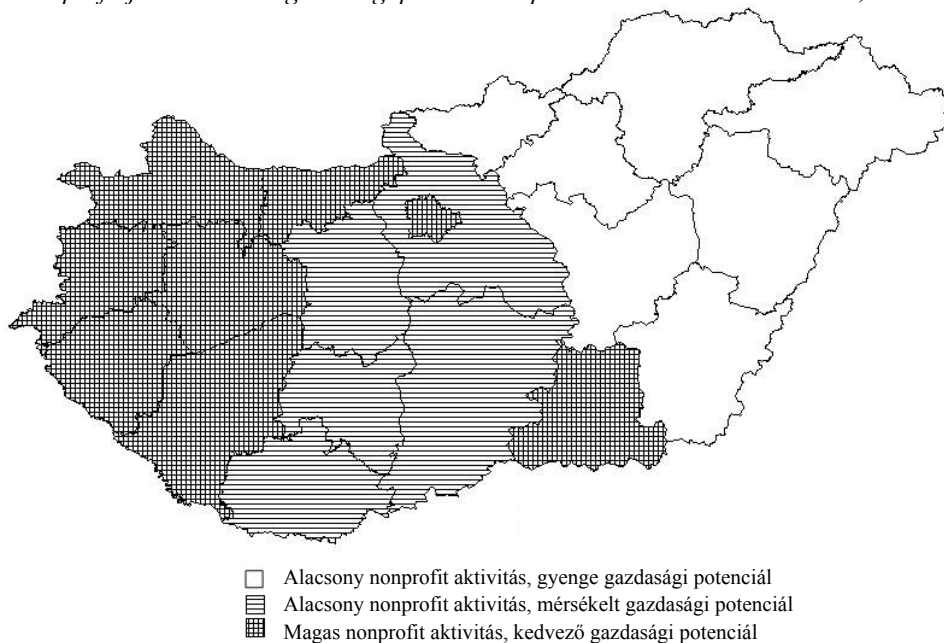 Alacsony nonprofit aktivitás, gyenge gazdasági potenciál
Alacsony nonprofit aktivitás, mérsékelt gazdasági potenciál
Magas nonprofit aktivitás, kedvező gazdasági potenciál